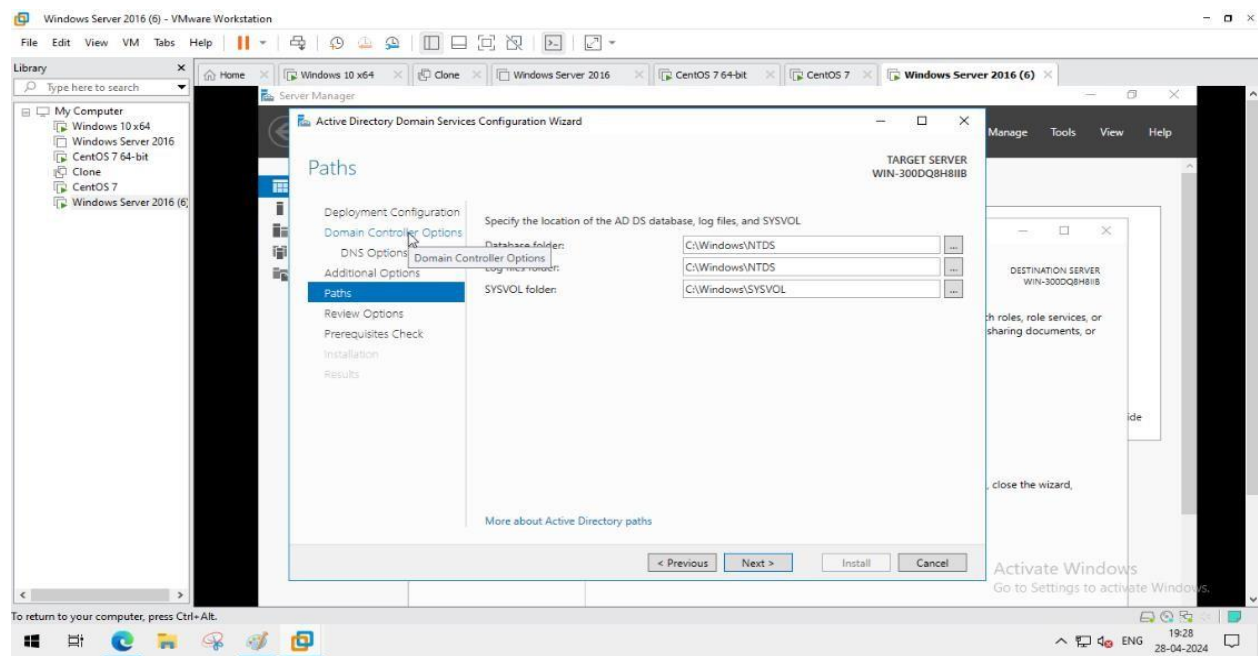 Windows Server 2016 (6) - VMware Workstation
File Edit View VM Tabs Help
Library
Type here to search
My Computer
Windows 10 x64
Windows Server 2016
CentOS 7 64-bit
Clone
CentOS 7
Windows Server 2016 (6)
Home
Windows 10 x64
Clone
Windows Server 2016
CentOS 7 64-bit
CentOS 7
Windows Server 2016 (6)
Server Manager
Manage Tools View Help
Active Directory Domain Services Configuration Wizard
Paths
TARGET SERVER
WIN-300DQ8H8IIB
Deployment Configuration
Domain Controller Options
DNS Options
Domain Controller Options
Additional Options
Paths
Review Options
Prerequisites Check
Installation
Results
Specify the location of the AD DS database, log files, and SYSVOL
Database folder: C:\Windows\NTDS ...
Log files folder: C:\Windows\NTDS ...
SYSVOL folder: C:\Windows\SYSVOL ...
More about Active Directory paths
< Previous Next > Install Cancel
DESTINATION SERVER
WIN-300DQ8H8IIB
th roles, role services, or
sharing documents, or
ide
, close the wizard,
Activate Windows
Go to Settings to activate Windows.
To return to your computer, press Ctrl+Alt.
ENG
19:28
28-04-2024